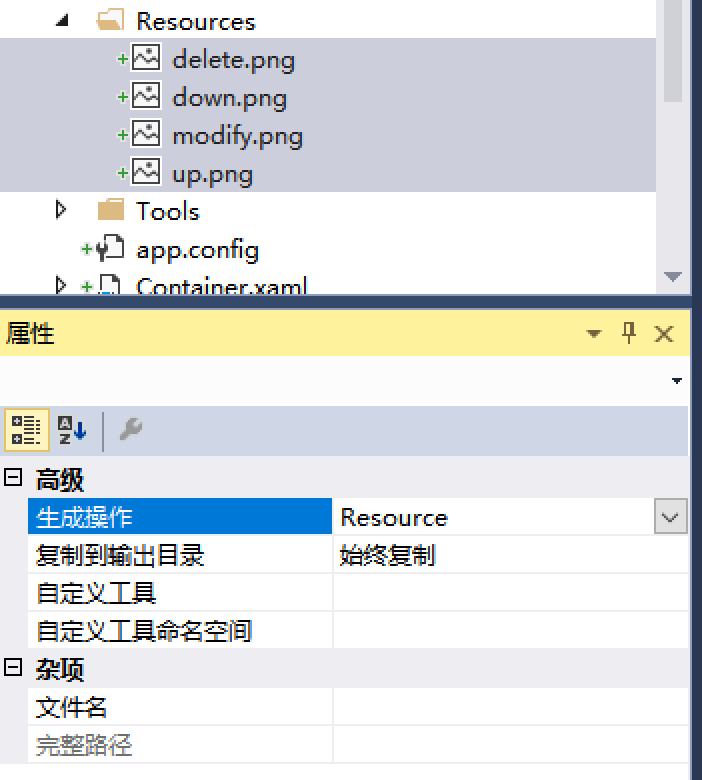 Resources
delete.png
down.png
modify.png
up.png
Tools
app.config
Container.xaml
属性
高级
生成操作 Resource
复制到输出目录 始终复制
自定义工具
自定义工具命名空间
杂项
文件名
完整路径